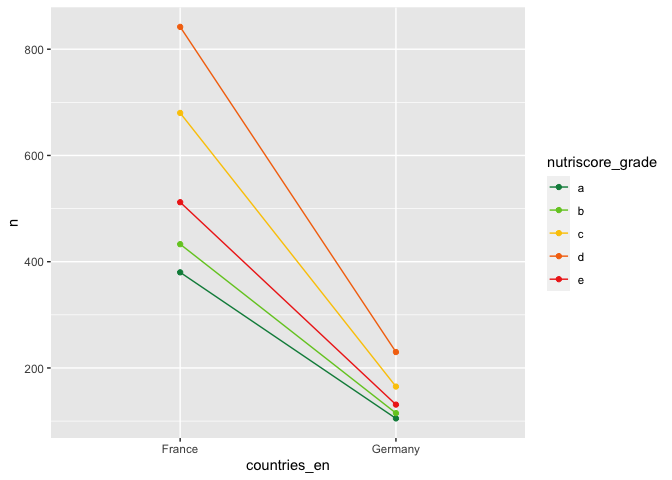 800
600
400
200
n
France
Germany
countries_en
nutriscore_grade
a
b
c
d
e